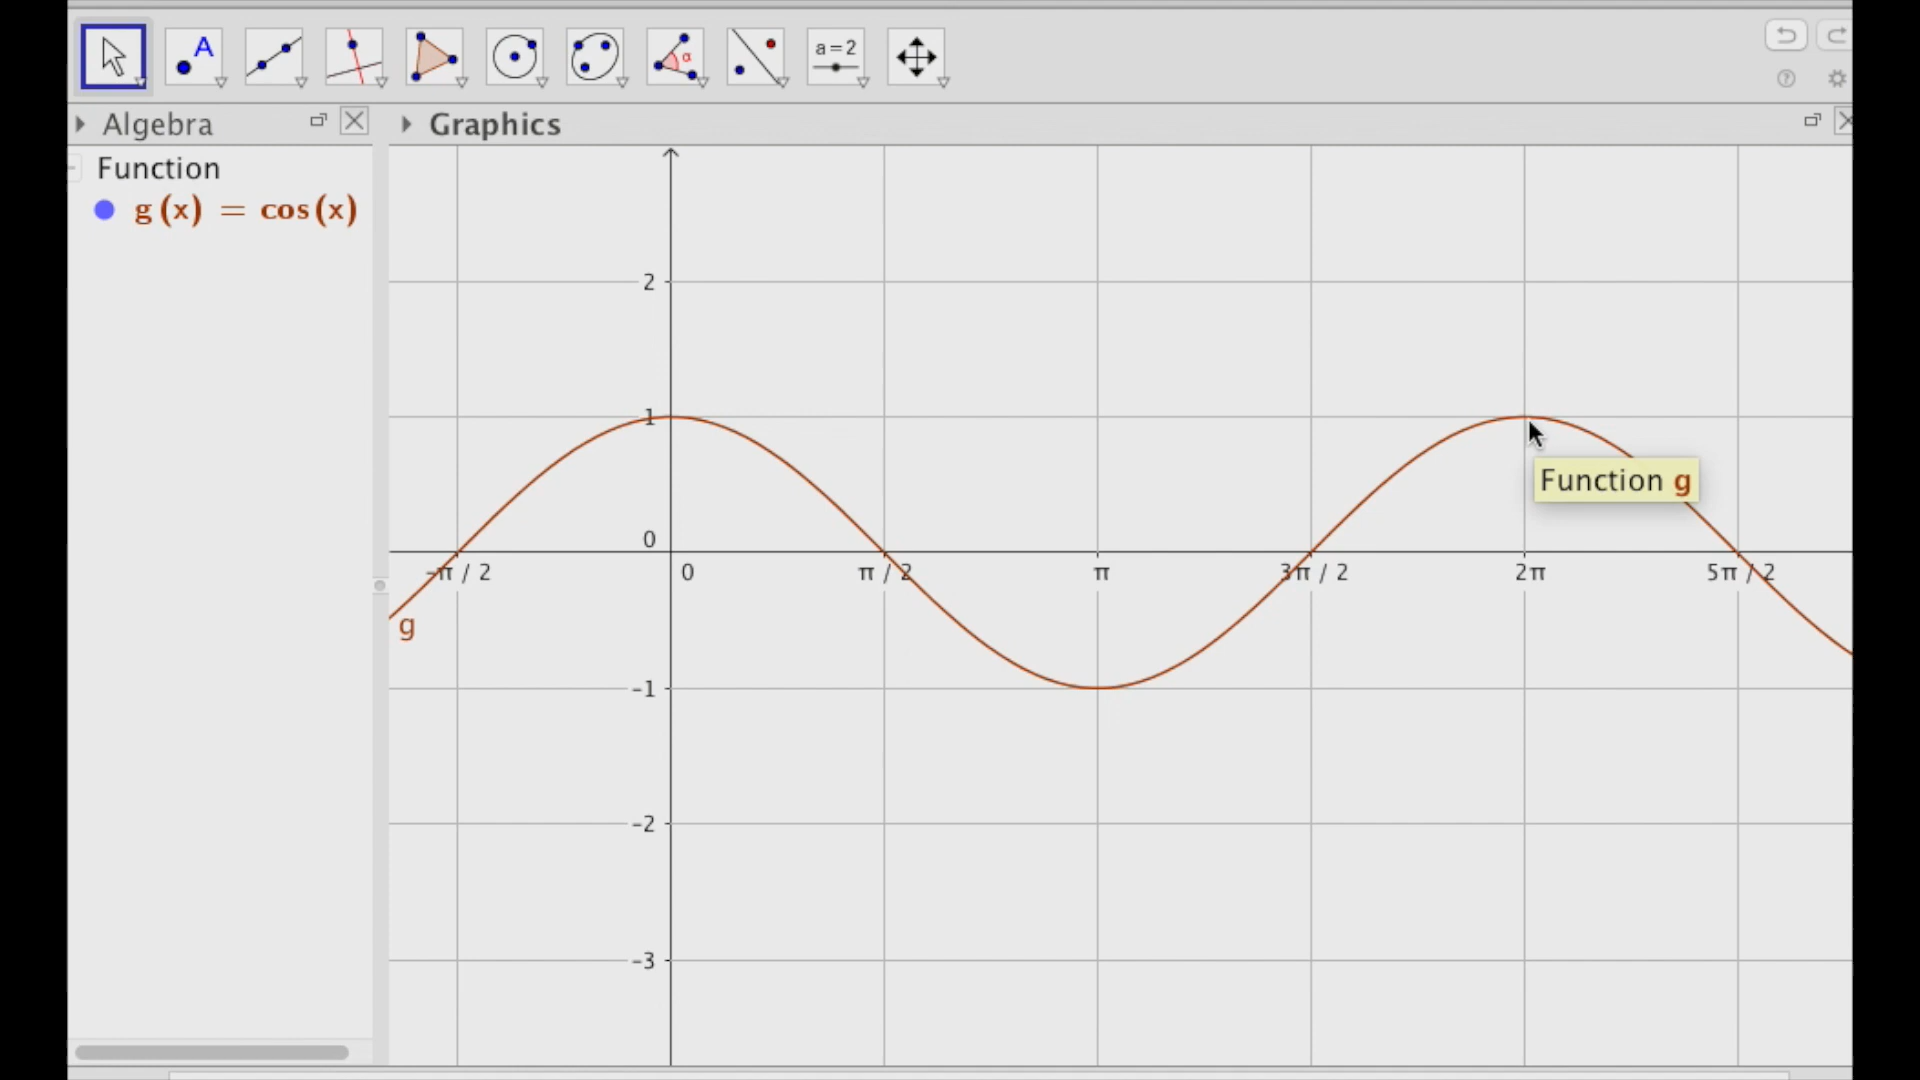 A
α
a=2
Algebra
Graphics
Function
g(x) = cos(x)
2
1
Function g
0
-π / 2
0
π / 2
π
3π / 2
2π
5π / 2
g
-1
-2
-3